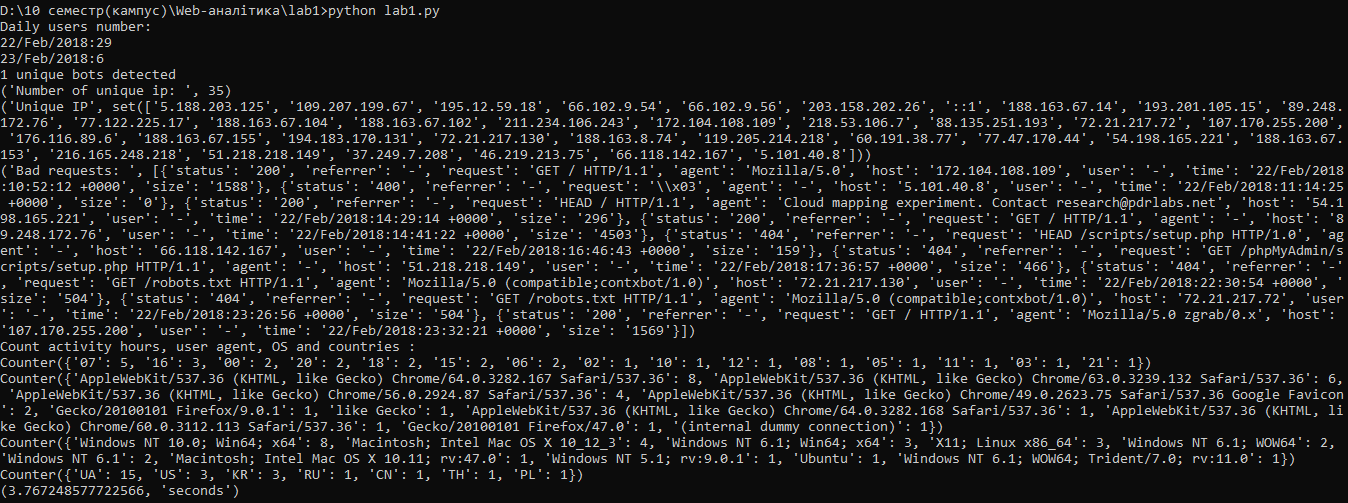 D:\10 семестр(кампус)\Web-аналітика\lab1>python lab1.py
Daily users number:
22/Feb/2018:29
23/Feb/2018:6
1 unique bots detected
('Number of unique ip: ', 35)
('Unique IP', set(['5.188.203.125', '109.207.199.67', '195.12.59.18', '66.102.9.54', '66.102.9.56', '203.158.202.26', '::1', '188.163.67.14', '193.201.105.15', '89.248.
172.76', '77.122.225.17', '188.163.67.104', '188.163.67.102', '211.234.106.243', '172.104.108.109', '218.53.106.7', '88.135.251.193', '72.21.217.72', '107.170.255.200',
 '176.116.89.6', '188.163.67.155', '194.183.170.131', '72.21.217.130', '188.163.8.74', '119.205.214.218', '60.191.38.77', '77.47.170.44', '54.198.165.221', '188.163.67.
153', '216.165.248.218', '51.218.218.149', '37.249.7.208', '46.219.213.75', '66.118.142.167', '5.101.40.8']))
('Bad requests: ', [{'status': '200', 'referrer': '-', 'request': 'GET / HTTP/1.1', 'agent': 'Mozilla/5.0', 'host': '172.104.108.109', 'user': '-', 'time': '22/Feb/2018
:10:52:12 +0000', 'size': '1588'}, {'status': '400', 'referrer': '-', 'request': '\\x03', 'agent': '-', 'host': '5.101.40.8', 'user': '-', 'time': '22/Feb/2018:11:14:25
 +0000', 'size': '0'}, {'status': '200', 'referrer': '-', 'request': 'HEAD / HTTP/1.1', 'agent': 'Cloud mapping experiment. Contact research@pdrlabs.net', 'host': '54.1
98.165.221', 'user': '-', 'time': '22/Feb/2018:14:29:14 +0000', 'size': '296'}, {'status': '200', 'referrer': '-', 'request': 'GET / HTTP/1.1', 'agent': '-', 'host': '8
9.248.172.76', 'user': '-', 'time': '22/Feb/2018:14:41:22 +0000', 'size': '4503'}, {'status': '404', 'referrer': '-', 'request': 'HEAD /scripts/setup.php HTTP/1.0', 'ag
ent': '-', 'host': '66.118.142.167', 'user': '-', 'time': '22/Feb/2018:16:46:43 +0000', 'size': '159'}, {'status': '404', 'referrer': '-', 'request': 'GET /phpMyAdmin/s
cripts/setup.php HTTP/1.1', 'agent': '-', 'host': '51.218.218.149', 'user': '-', 'time': '22/Feb/2018:17:36:57 +0000', 'size': '466'}, {'status': '404', 'referrer': '-'
, 'request': 'GET /robots.txt HTTP/1.1', 'agent': 'Mozilla/5.0 (compatible;contxbot/1.0)', 'host': '72.21.217.130', 'user': '-', 'time': '22/Feb/2018:22:30:54 +0000', '
size': '504'}, {'status': '404', 'referrer': '-', 'request': 'GET /robots.txt HTTP/1.1', 'agent': 'Mozilla/5.0 (compatible;contxbot/1.0)', 'host': '72.21.217.72', 'user
': '-', 'time': '22/Feb/2018:23:26:56 +0000', 'size': '504'}, {'status': '200', 'referrer': '-', 'request': 'GET / HTTP/1.1', 'agent': 'Mozilla/5.0 zgrab/0.x', 'host':
'107.170.255.200', 'user': '-', 'time': '22/Feb/2018:23:32:21 +0000', 'size': '1569'}])
Count activity hours, user agent, OS and countries :
Counter({'07': 5, '16': 3, '00': 2, '20': 2, '18': 2, '15': 2, '06': 2, '02': 1, '10': 1, '12': 1, '08': 1, '05': 1, '11': 1, '03': 1, '21': 1})
Counter({'AppleWebKit/537.36 (KHTML, like Gecko) Chrome/64.0.3282.167 Safari/537.36': 8, 'AppleWebKit/537.36 (KHTML, like Gecko) Chrome/63.0.3239.132 Safari/537.36': 6,
 'AppleWebKit/537.36 (KHTML, like Gecko) Chrome/56.0.2924.87 Safari/537.36': 4, 'AppleWebKit/537.36 (KHTML, like Gecko) Chrome/49.0.2623.75 Safari/537.36 Google Favicon
': 2, 'Gecko/20100101 Firefox/9.0.1': 1, 'like Gecko': 1, 'AppleWebKit/537.36 (KHTML, like Gecko) Chrome/64.0.3282.168 Safari/537.36': 1, 'AppleWebKit/537.36 (KHTML, li
ke Gecko) Chrome/60.0.3112.113 Safari/537.36': 1, 'Gecko/20100101 Firefox/47.0': 1, '(internal dummy connection)': 1})
Counter({'Windows NT 10.0; Win64; x64': 8, 'Macintosh; Intel Mac OS X 10_12_3': 4, 'Windows NT 6.1; Win64; x64': 3, 'X11; Linux x86_64': 3, 'Windows NT 6.1; WOW64': 2,
'Windows NT 6.1': 2, 'Macintosh; Intel Mac OS X 10.11; rv:47.0': 1, 'Windows NT 5.1; rv:9.0.1': 1, 'Ubuntu': 1, 'Windows NT 6.1; WOW64; Trident/7.0; rv:11.0': 1})
Counter({'UA': 15, 'US': 3, 'KR': 3, 'RU': 1, 'CN': 1, 'TH': 1, 'PL': 1})
(3.767248577722566, 'seconds')